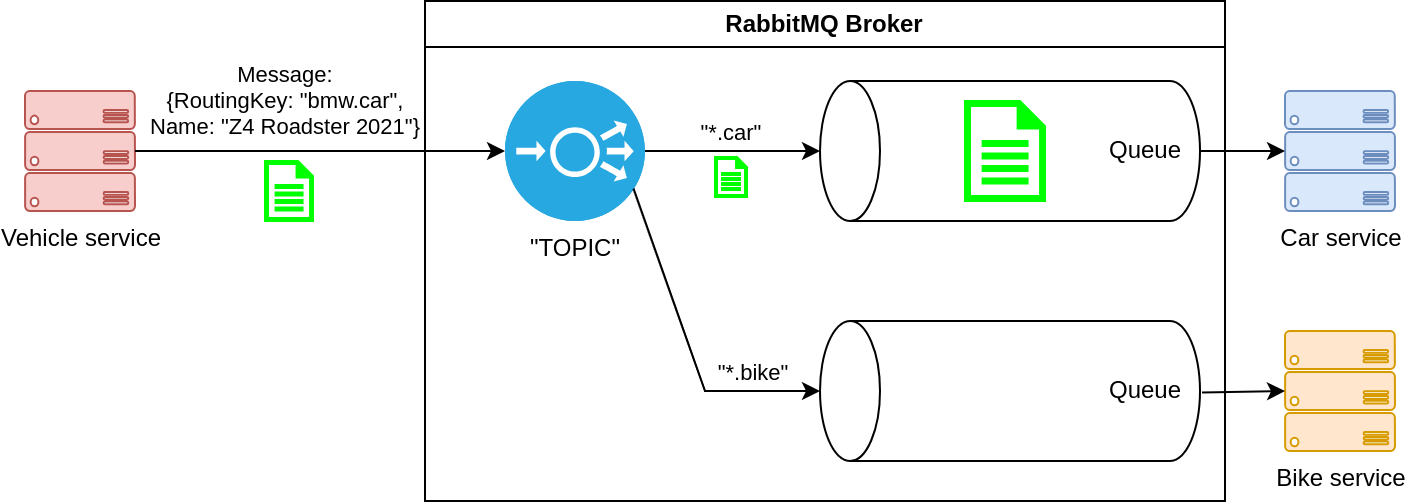 RabbitMQ Broker
Message:
{RoutingKey: "bmw.car",
Name: "Z4 Roadster 2021"}
"*.car"
Queue
Vehicle service
"TOPIC"
Car service
"*.bike"
Queue
Bike service